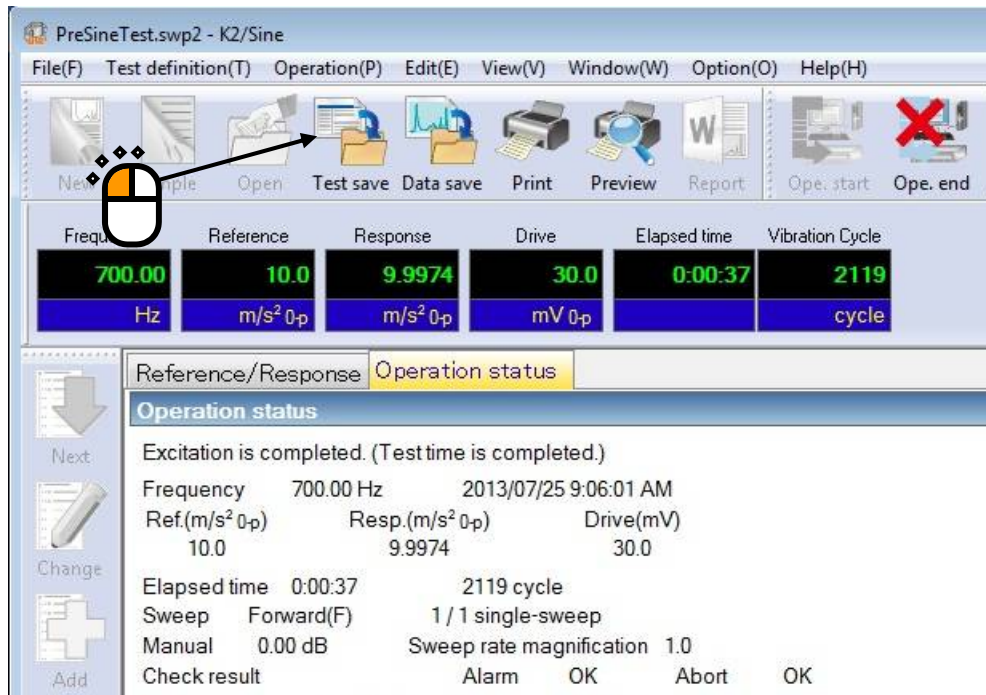 PreSineTest.swp2 - K2/Sine
File(F) Test definition(T) Operation(P) Edit(E) View(V) Window(W) Option(O) Help(H)
New Open Test save Data save Print Preview Report Ope. start Ope. end
Reference Response Drive Elapsed time Vibration Cycle
700.00 10.0 9.9974 30.0 0:00:37 2119
Hz m/s² 0-p m/s² 0-p mV 0-p cycle
Reference/Response Operation status
Operation status
Next
Excitation is completed. (Test time is completed.)
Frequency 700.00 Hz 2013/07/25 9:06:01 AM
Ref.(m/s² 0-p) Resp.(m/s² 0-p) Drive(mV)
10.0 9.9974 30.0
Change
Elapsed time 0:00:37 2119 cycle
Sweep Forward(F) 1 / 1 single-sweep
Manual 0.00 dB Sweep rate magnification 1.0
Add
Check result Alarm OK Abort OK